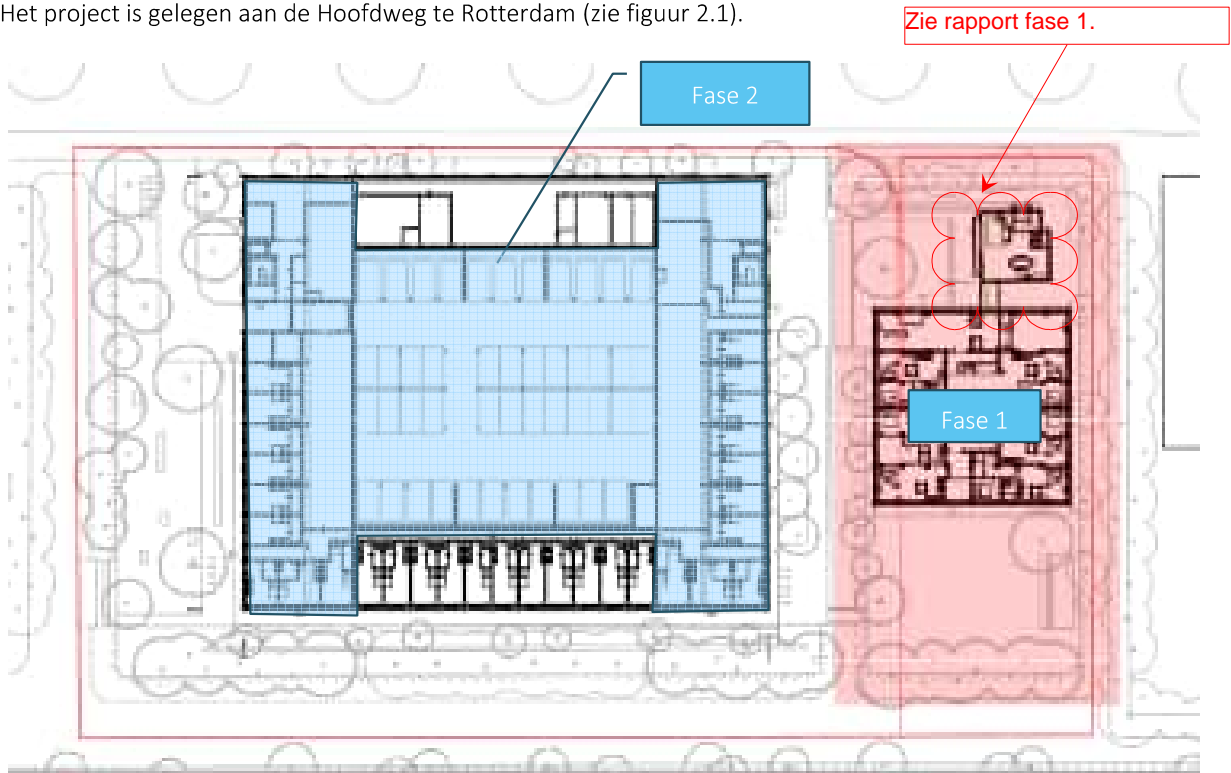 Het project is gelegen aan de Hoofdweg te Rotterdam (zie figuur 2.1).
Zie rapport fase 1.
Fase 2
Fase 1